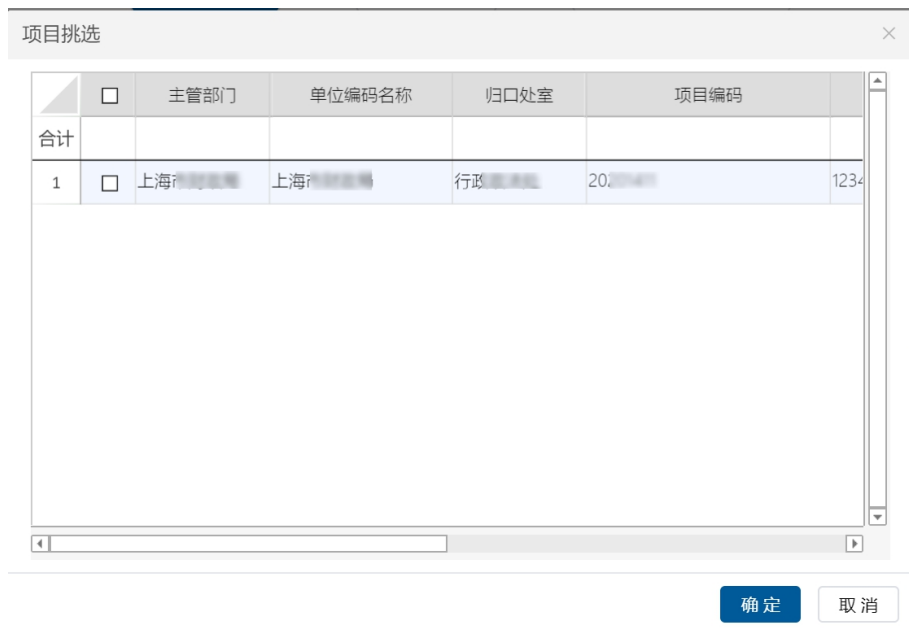 项目挑选
主管部门 单位编码名称 归口处室 项目编码
合计
1 上海 上海 行政 20 1234
确定 取消